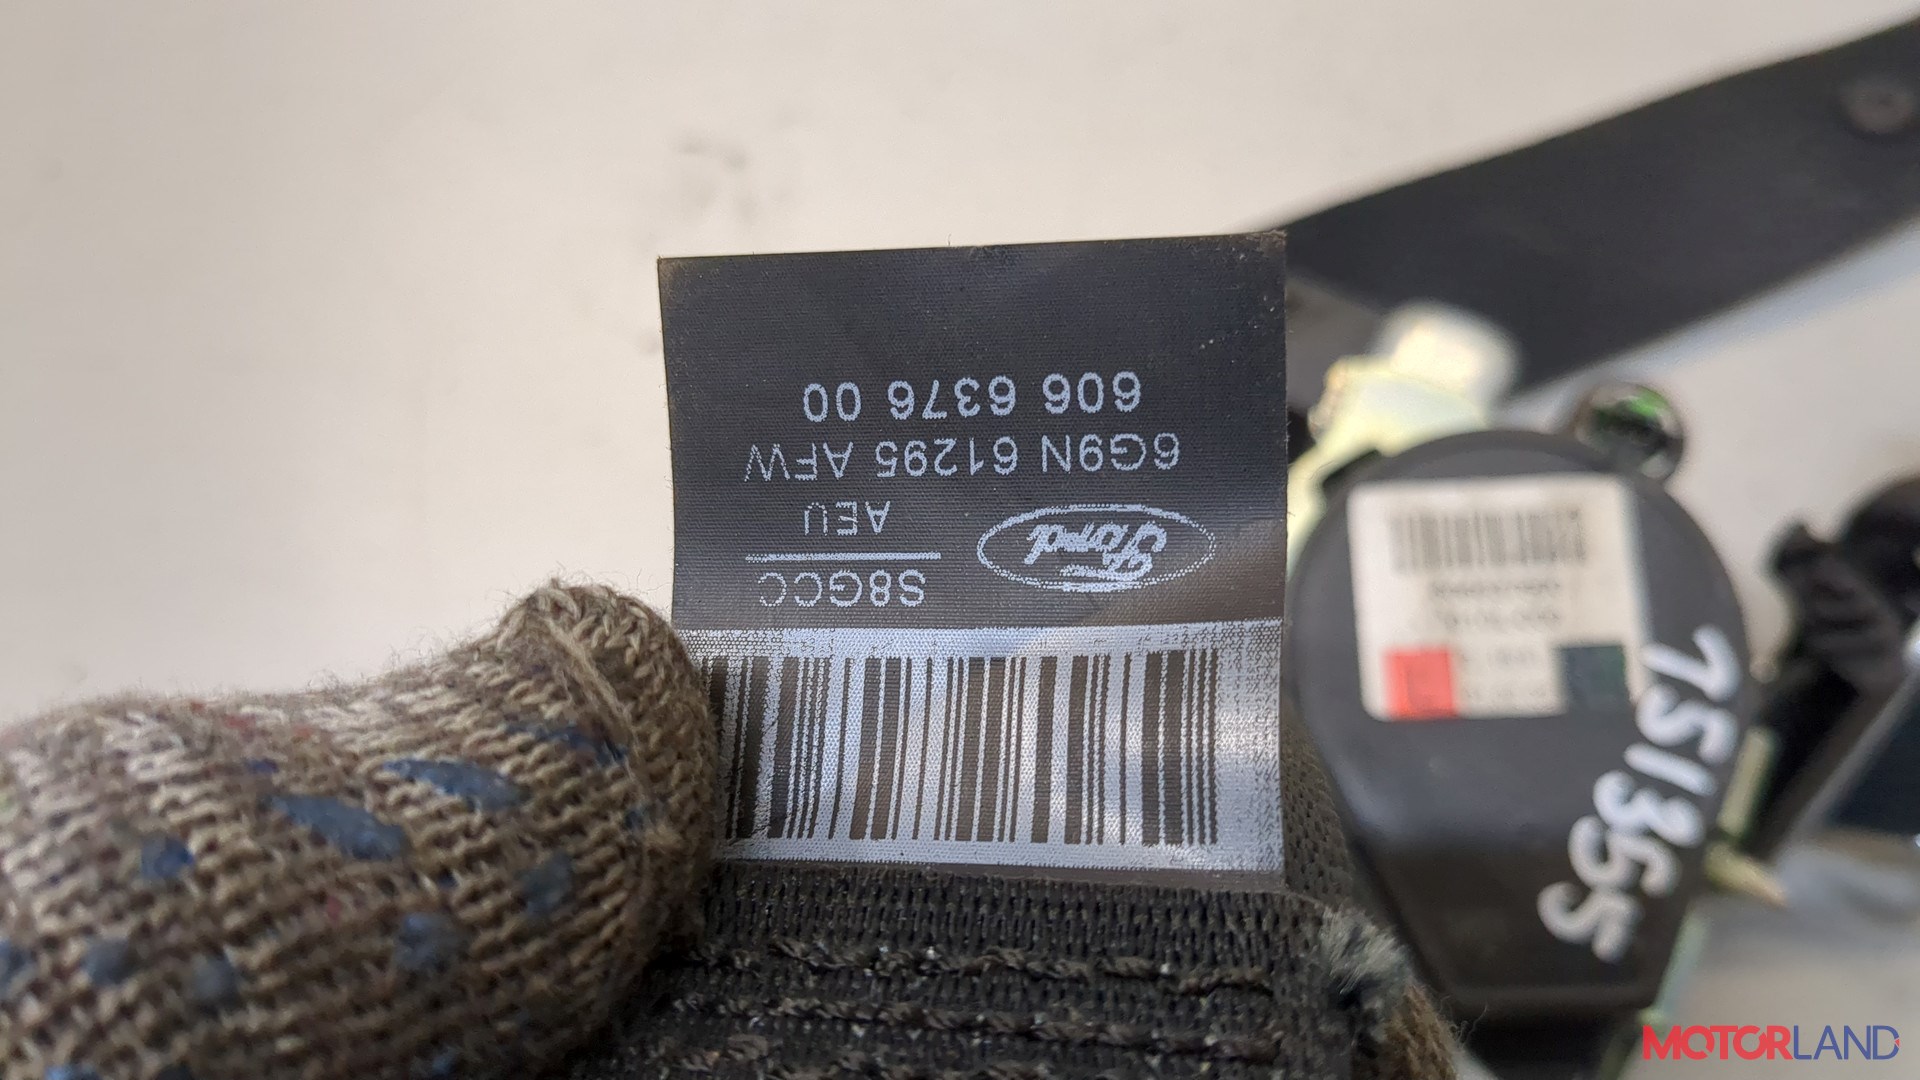 S8GCC
AEU
Ford
6G9N 61295 AFW
606 6376 00
751355
MOTORLAND